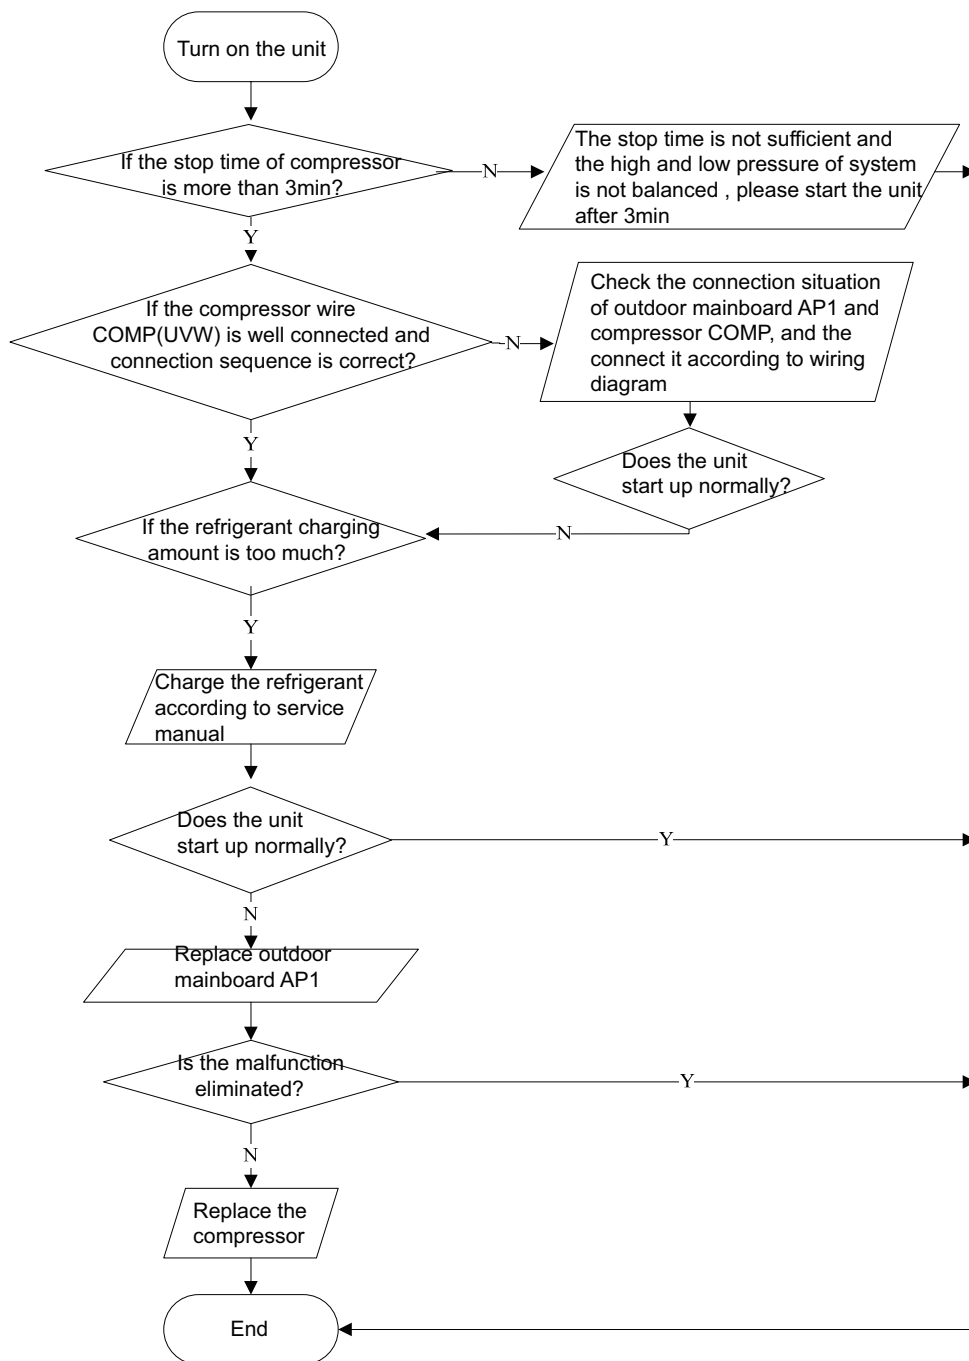 Turn on the unit
If the stop time of compressor
is more than 3min?
N
The stop time is not sufficient and
the high and low pressure of system
is not balanced , please start the unit
after 3min
Y
If the compressor wire
COMP(UVW) is well connected and
connection sequence is correct?
N
Check the connection situation
of outdoor mainboard AP1 and
compressor COMP, and the
connect it according to wiring
diagram
Y
Does the unit
start up normally?
If the refrigerant charging
amount is too much?
N
Y
Charge the refrigerant
according to service
manual
Does the unit
start up normally?
Y
N
Replace outdoor
mainboard AP1
Is the malfunction
eliminated?
Y
N
Replace the
compressor
End